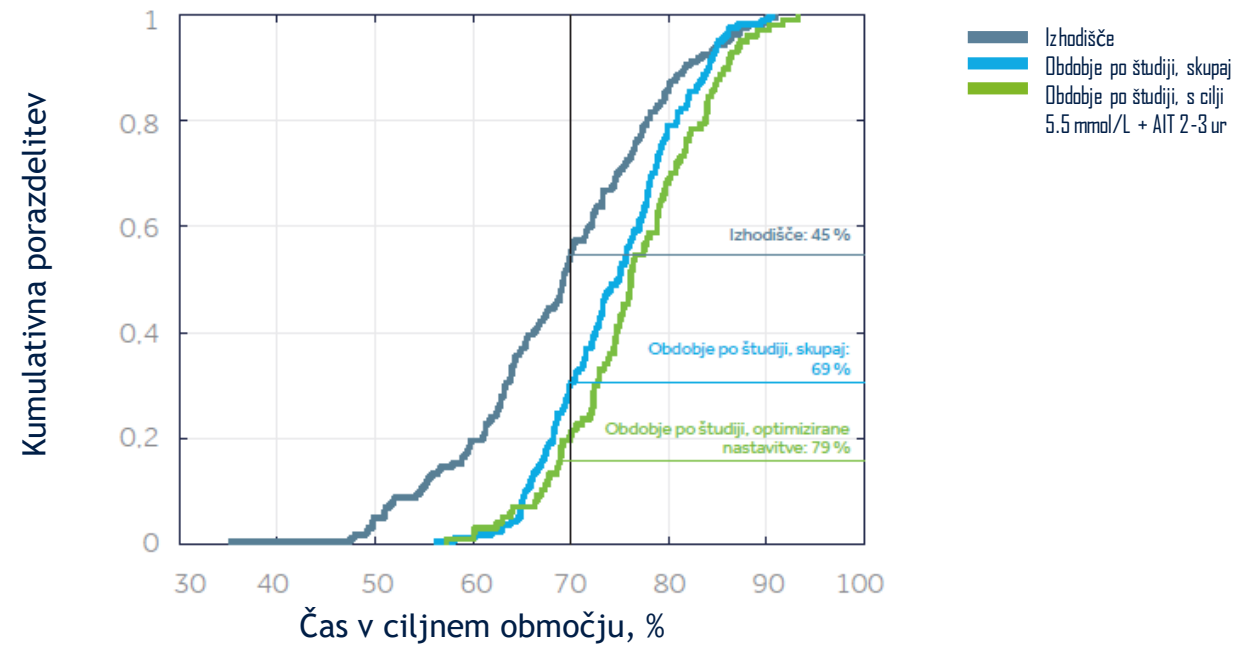 Kumulativna porazdelitev
1
0.8
0.6
0.4
0.2
0
30 40 50 60 70 80 90 100
Čas v ciljnem območju, %
Izhodišče: 45 %
Obdobje po študiji, skupaj:
69 %
Obdobje po študiji, optimizirane
nastavitve: 79 %
Izhodišče
Obdobje po študiji, skupaj
Obdobje po študiji, s cilji
5.5 mmol/L + AIT 2-3 ur